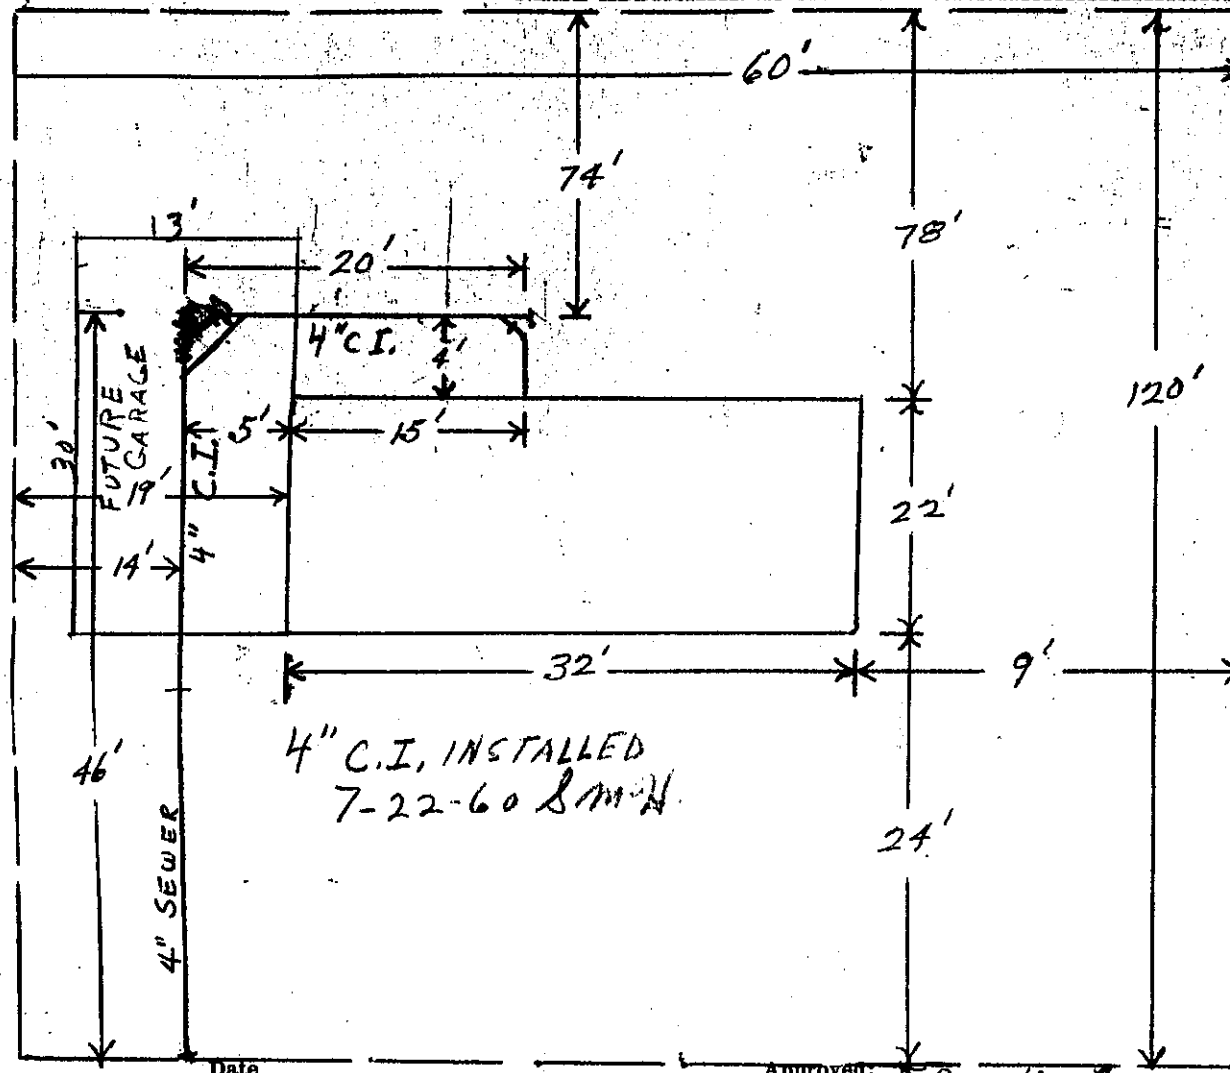 60'
74'
78'
13'
20'
4" C.I.
4'
120'
30'
FUTURE
GARAGE
5'
15'
19'
4" C.I.
22'
14'
32'
9'
4" C.I. INSTALLED
7-22-60
46'
4" SEWER
24'
Date
Approved: